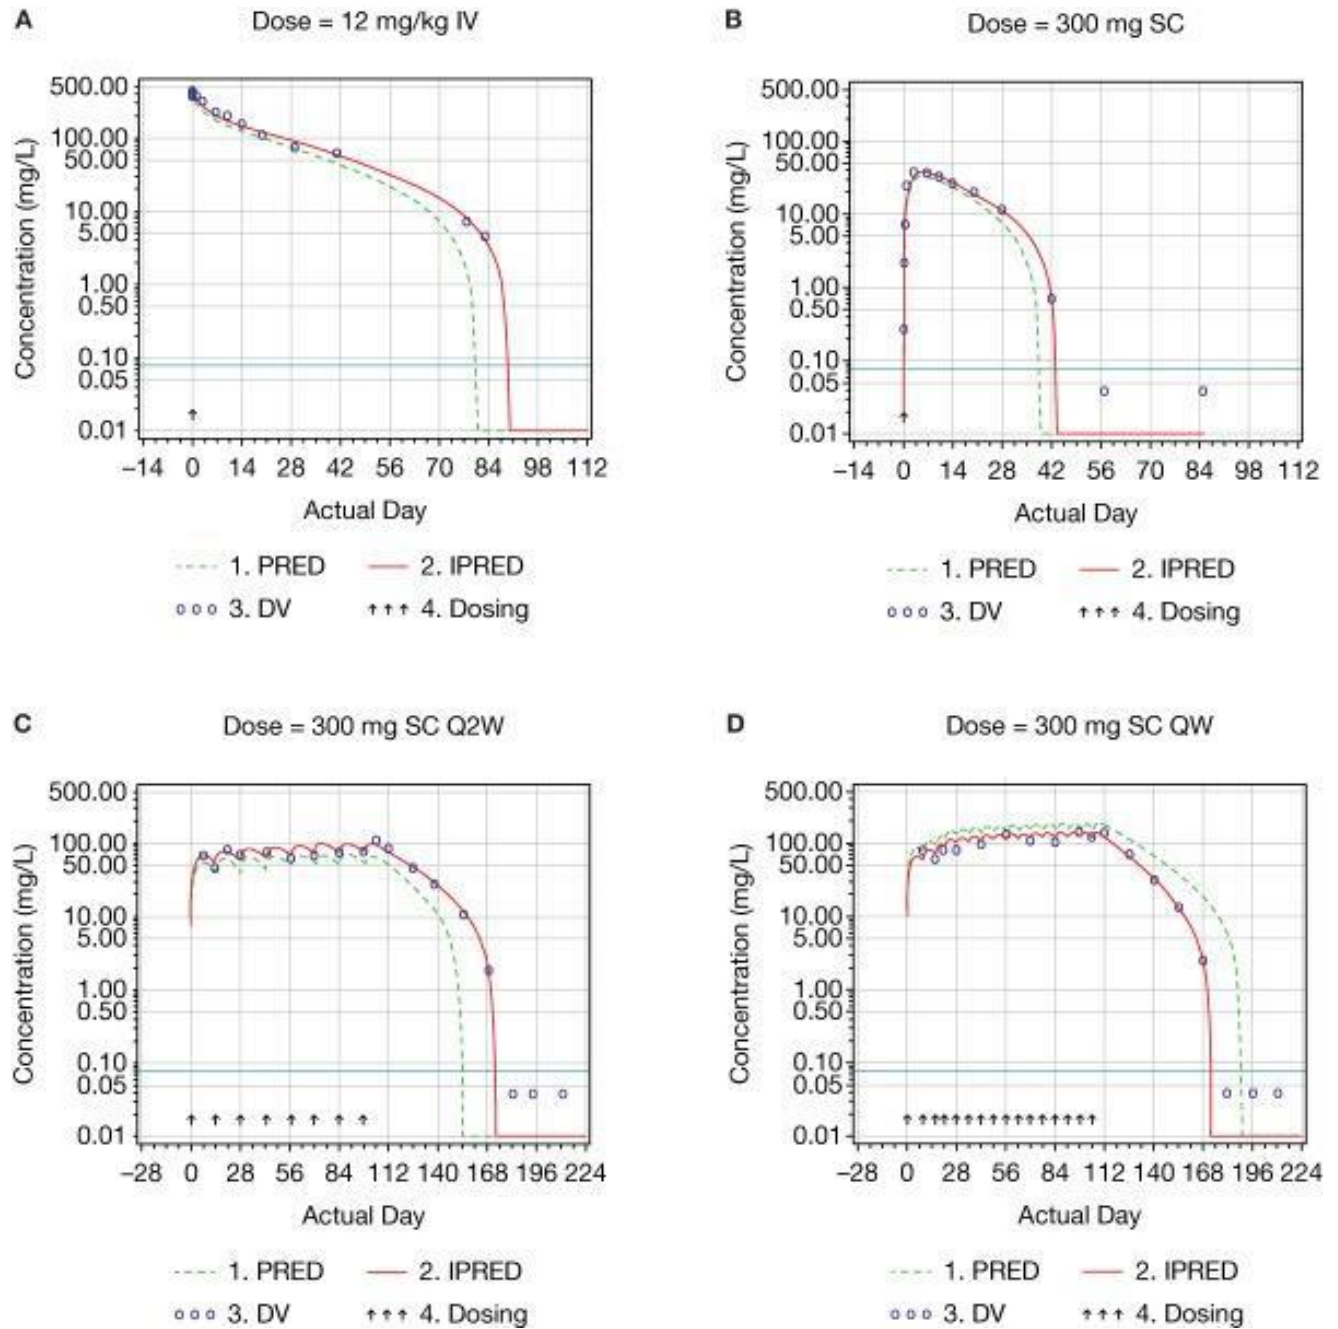 A Dose = 12 mg/kg IV
500.00
100.00
50.00
10.00
5.00
1.00
0.50
0.10
0.05
0.01
Concentration (mg/L)
−14 0 14 28 42 56 70 84 98 112
Actual Day
1. PRED 2. IPRED
3. DV 4. Dosing
B Dose = 300 mg SC
500.00
100.00
50.00
10.00
5.00
1.00
0.50
0.10
0.05
0.01
Concentration (mg/L)
−14 0 14 28 42 56 70 84 98 112
Actual Day
1. PRED 2. IPRED
3. DV 4. Dosing
C Dose = 300 mg SC Q2W
500.00
100.00
50.00
10.00
5.00
1.00
0.50
0.10
0.05
0.01
Concentration (mg/L)
−28 0 28 56 84 112 140 168 196 224
Actual Day
1. PRED 2. IPRED
3. DV 4. Dosing
D Dose = 300 mg SC QW
500.00
100.00
50.00
10.00
5.00
1.00
0.50
0.10
0.05
0.01
Concentration (mg/L)
−28 0 28 56 84 112 140 168 196 224
Actual Day
1. PRED 2. IPRED
3. DV 4. Dosing